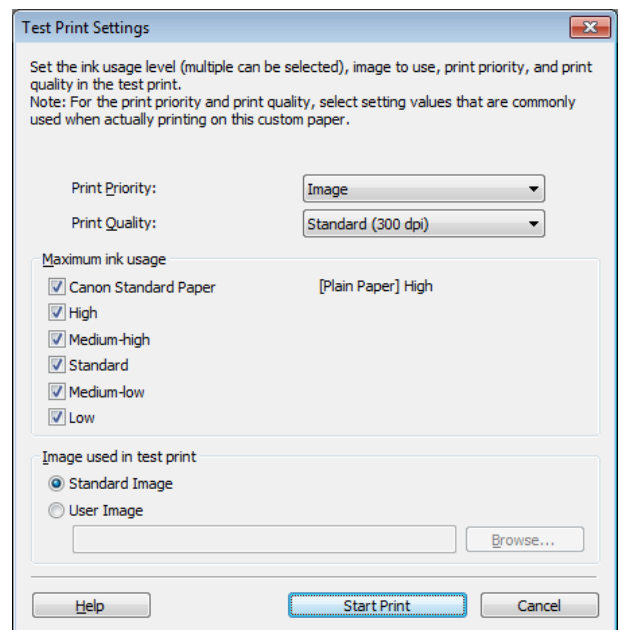 Test Print Settings
Set the ink usage level (multiple can be selected), image to use, print priority, and print
quality in the test print.
Note: For the print priority and print quality, select setting values that are commonly
used when actually printing on this custom paper.
Print Priority: Image
Print Quality: Standard (300 dpi)
Maximum ink usage
Canon Standard Paper [Plain Paper] High
High
Medium-high
Standard
Medium-low
Low
Image used in test print
Standard Image
User Image
Browse...
Help Start Print Cancel